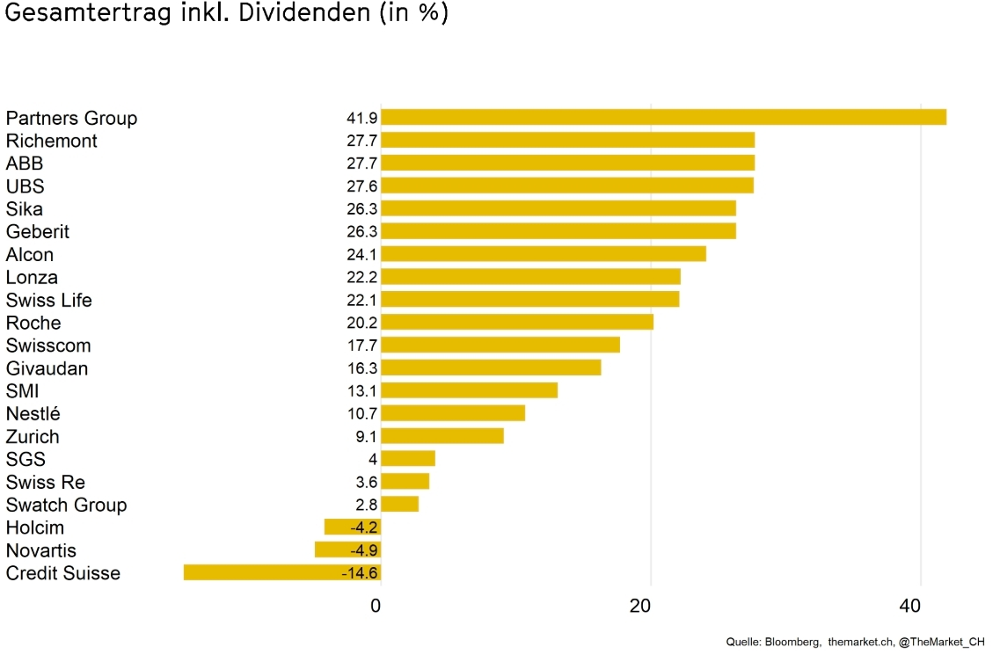 Gesamtertrag inkl. Dividenden (in %)
Partners Group 41.9
Richemont 27.7
ABB 27.7
UBS 27.6
Sika 26.3
Geberit 26.3
Alcon 24.1
Lonza 22.2
Swiss Life 22.1
Roche 20.2
Swisscom 17.7
Givaudan 16.3
SMI 13.1
Nestlé 10.7
Zurich 9.1
SGS 4
Swiss Re 3.6
Swatch Group 2.8
Holcim -4.2
Novartis -4.9
Credit Suisse -14.6
0 20 40
Quelle: Bloomberg, themarket.ch, @TheMarket_CH